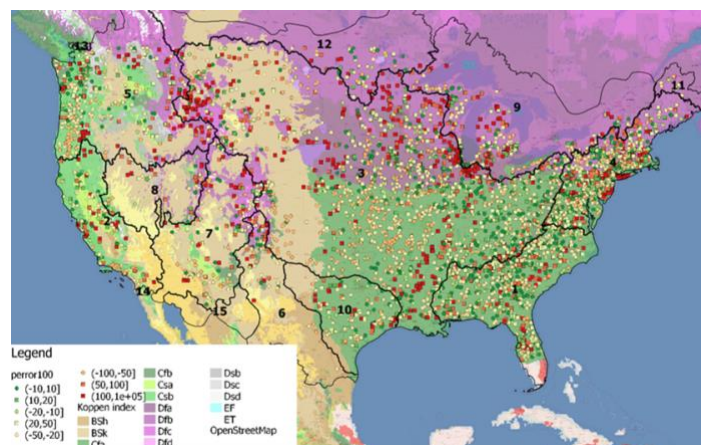 12
13
11
5
9
3
4
8
2
7
1
14
15
6
10
Legend
perror100
(-10,10]
(10,20]
(-20,-10]
(20,50]
(-50,-20]
(-100,-50]
(50,100]
(100,1e+05]
Koppen index
BSh
BSk
Cfa
Cfb
Csa
Csb
Dfa
Dfb
Dfc
Dfd
Dsb
Dsc
Dsd
EF
ET
OpenStreetMap